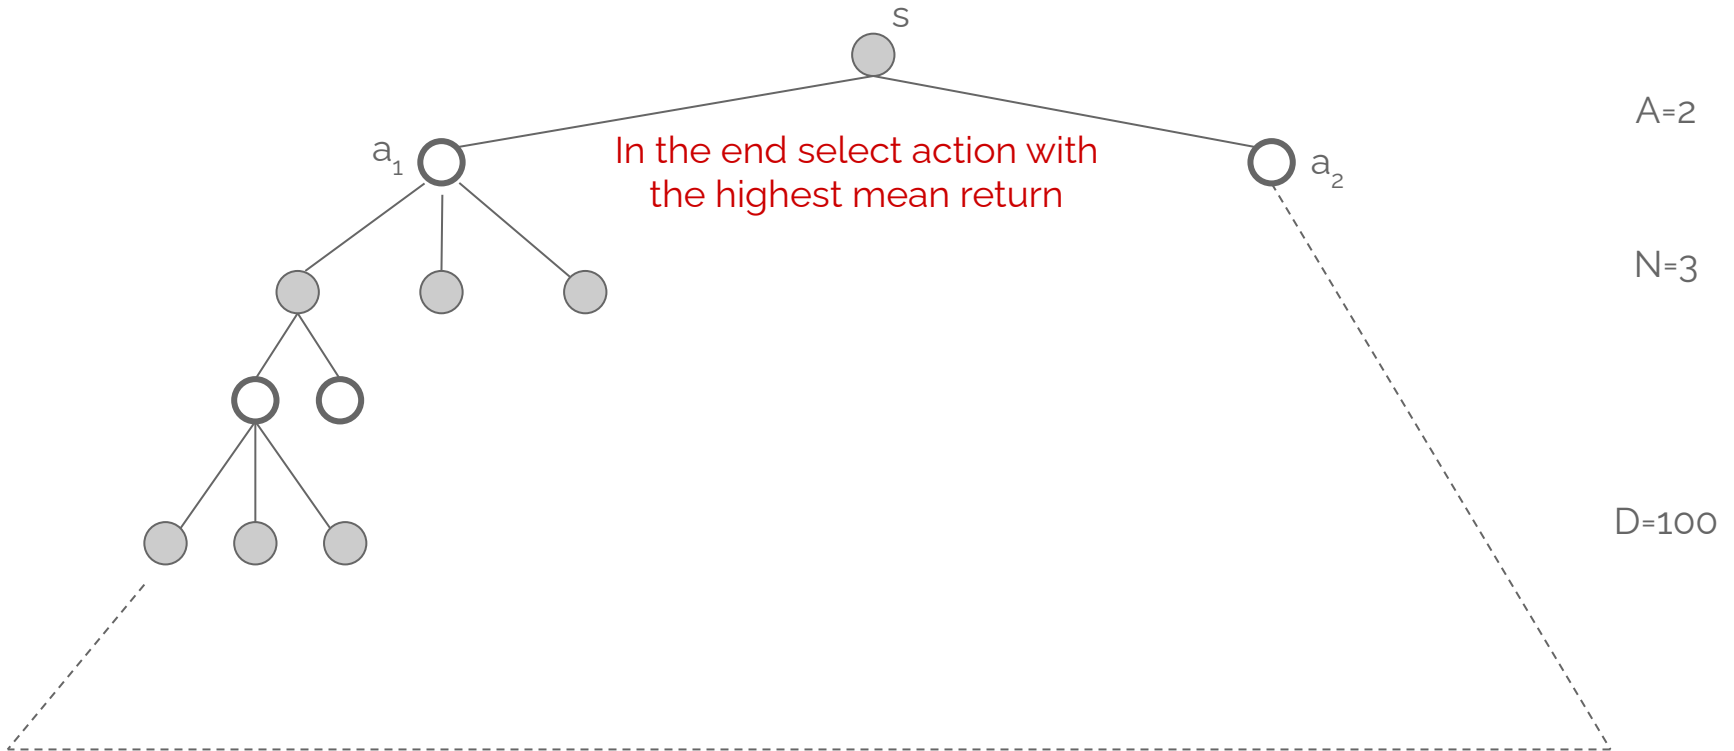 s
A=2
a₁
In the end select action with
the highest mean return
a₂
N=3
D=100